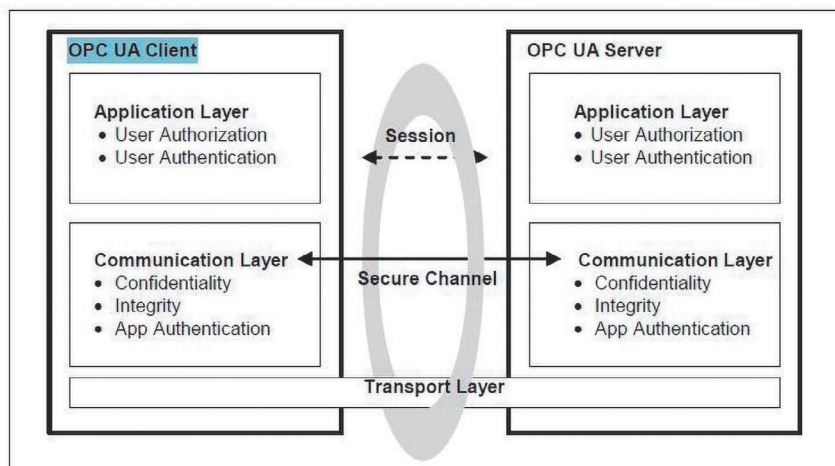 OPC UA Client
Application Layer
• User Authorization
• User Authentication
Communication Layer
• Confidentiality
• Integrity
• App Authentication
Session
Secure Channel
Transport Layer
OPC UA Server
Application Layer
• User Authorization
• User Authentication
Communication Layer
• Confidentiality
• Integrity
• App Authentication